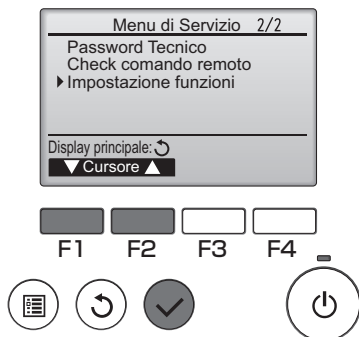 Menu di Servizio 2/2
Password Tecnico
Check comando remoto
Impostazione funzioni
Display principale:
Cursore
F1 F2 F3 F4